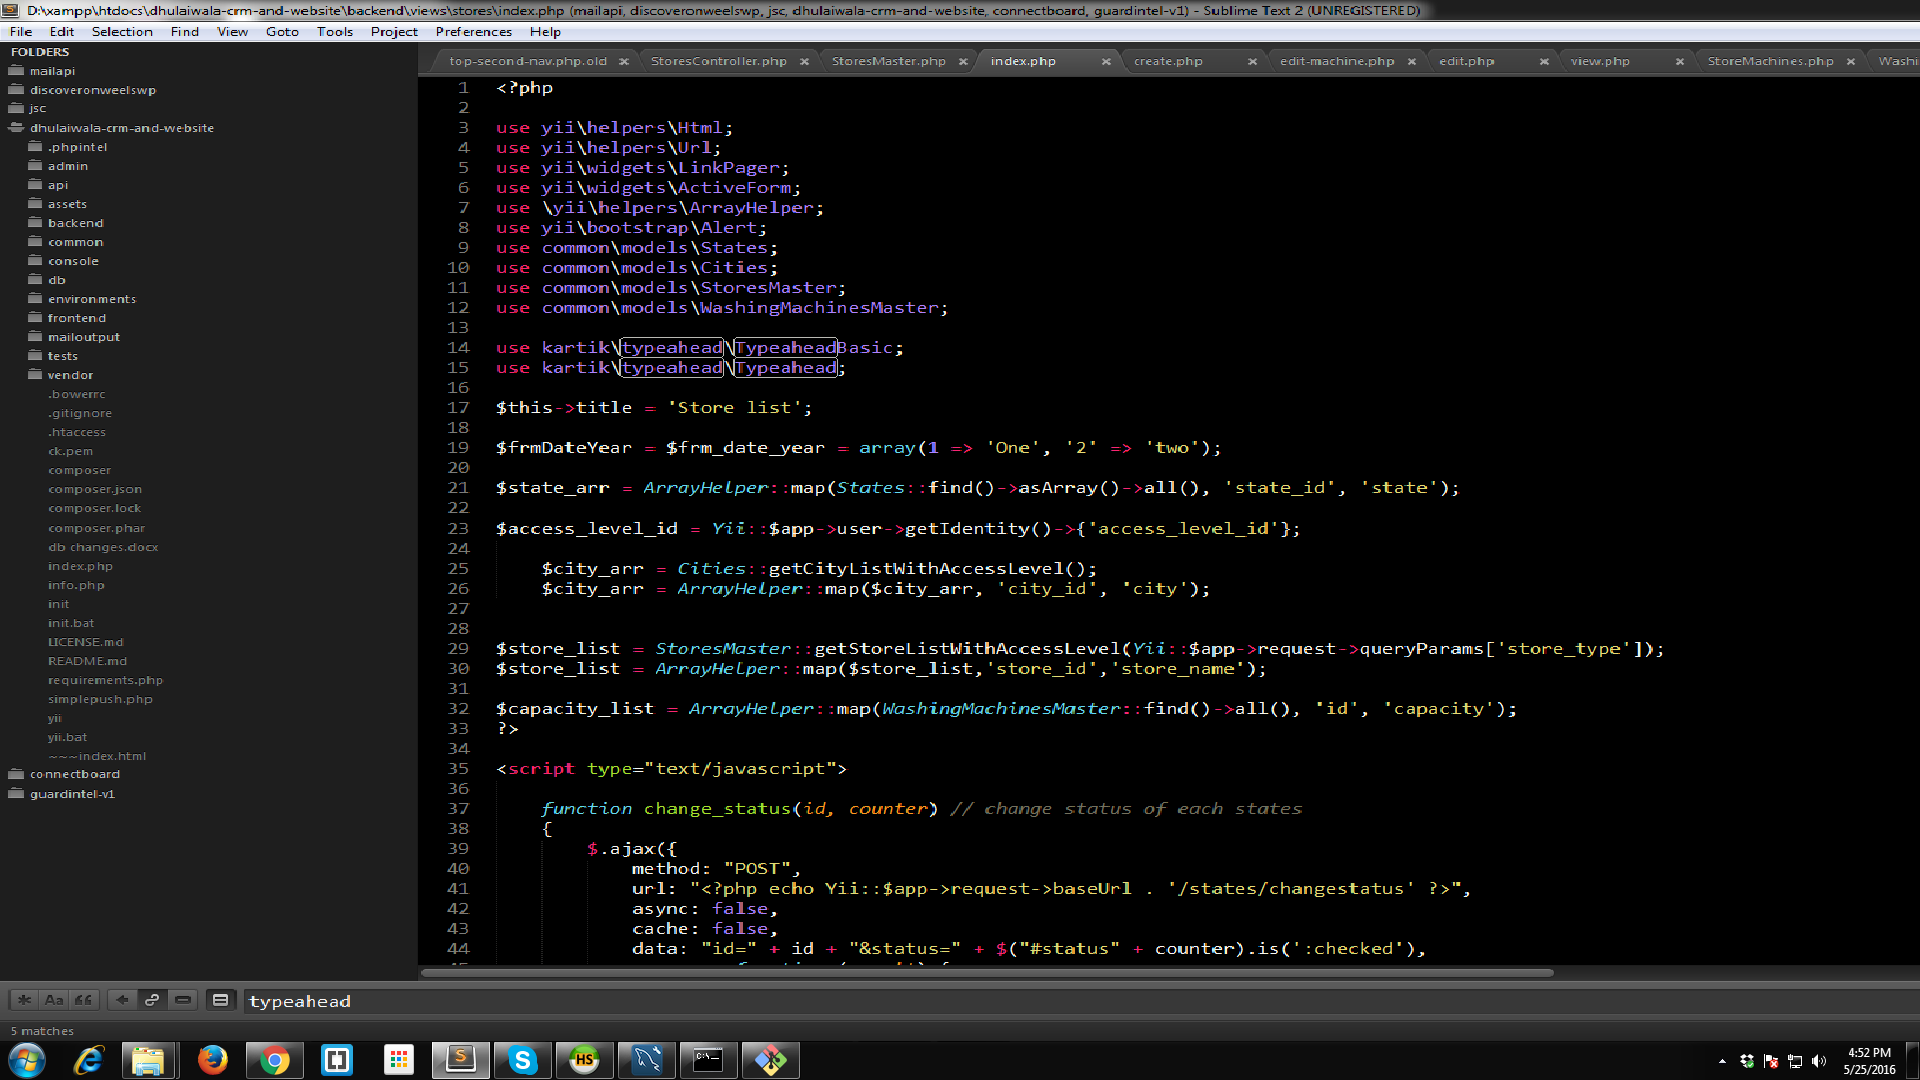 D:\xampp\htdocs\dhulaiwala-crm-and-website\backend\views\stores\index.php (mailapi, discoveronweelswp, jsc, dhulaiwala-crm-and-website, connectboard, guardintel-v1) - Sublime Text 2 (UNREGISTERED)
File Edit Selection Find View Goto Tools Project Preferences Help
FOLDERS
mailapi
discoveronweelswp
jsc
dhulaiwala-crm-and-website
.phpintel
admin
api
assets
backend
common
console
db
environments
frontend
mailoutput
tests
vendor
.bowerrc
.gitignore
.htaccess
ck.pem
composer
composer.json
composer.lock
composer.phar
db changes.docx
index.php
info.php
init
init.bat
LICENSE.md
README.md
requirements.php
simplepush.php
yii
yii.bat
~~~index.html
connectboard
guardintel-v1
top-second-nav.php.old StoresController.php StoresMaster.php index.php create.php edit-machine.php edit.php view.php StoreMachines.php Washi
1 <?php
2
3 use yii\helpers\Html;
4 use yii\helpers\Url;
5 use yii\widgets\LinkPager;
6 use yii\widgets\ActiveForm;
7 use \yii\helpers\ArrayHelper;
8 use yii\bootstrap\Alert;
9 use common\models\States;
10 use common\models\Cities;
11 use common\models\StoresMaster;
12 use common\models\WashingMachinesMaster;
13
14 use kartik\typeahead\TypeaheadBasic;
15 use kartik\typeahead\Typeahead;
16
17 $this->title = 'Store list';
18
19 $frmDateYear = $frm_date_year = array(1 => 'One', '2' => 'two');
20
21 $state_arr = ArrayHelper::map(States::find()->asArray()->all(), 'state_id', 'state');
22
23 $access_level_id = Yii::$app->user->getIdentity()->{'access_level_id'};
24
25 $city_arr = Cities::getCityListWithAccessLevel();
26 $city_arr = ArrayHelper::map($city_arr, 'city_id', 'city');
27
28
29 $store_list = StoresMaster::getStoreListWithAccessLevel(Yii::$app->request->queryParams['store_type']);
30 $store_list = ArrayHelper::map($store_list,'store_id','store_name');
31
32 $capacity_list = ArrayHelper::map(WashingMachinesMaster::find()->all(), 'id', 'capacity');
33 ?>
34
35 <script type="text/javascript">
36
37 function change_status(id, counter) // change status of each states
38 {
39 $.ajax({
40 method: "POST",
41 url: "<?php echo Yii::$app->request->baseUrl . '/states/changestatus' ?>",
42 async: false,
43 cache: false,
44 data: "id=" + id + "&status=" + $("#status" + counter).is(':checked'),
typeahead
5 matches
4:52 PM
5/25/2016